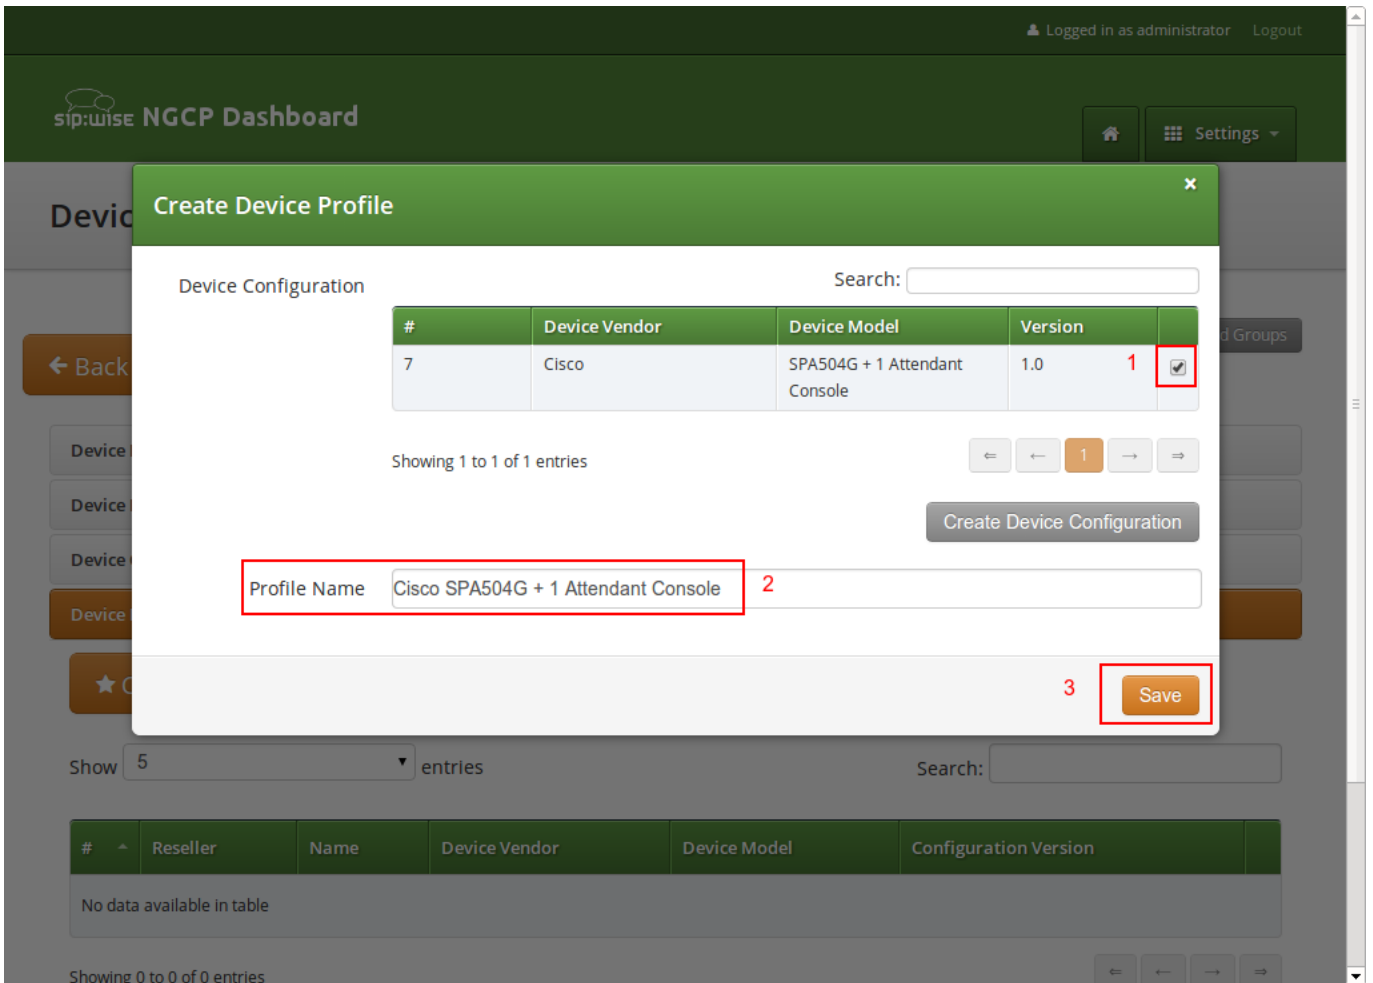 Logged in as administrator Logout
sip:wise NGCP Dashboard
Settings
Devic
Create Device Profile
×
Device Configuration
Search:
# Device Vendor Device Model Version
7 Cisco SPA504G + 1 Attendant Console 1.0 1
Showing 1 to 1 of 1 entries
⇐ ← 1 → ⇒
Create Device Configuration
Profile Name Cisco SPA504G + 1 Attendant Console 2
3 Save
Back
d Groups
Device
Device
Device
Device
Show 5 entries
Search:
# Reseller Name Device Vendor Device Model Configuration Version
No data available in table
Showing 0 to 0 of 0 entries
⇐ ← → ⇒